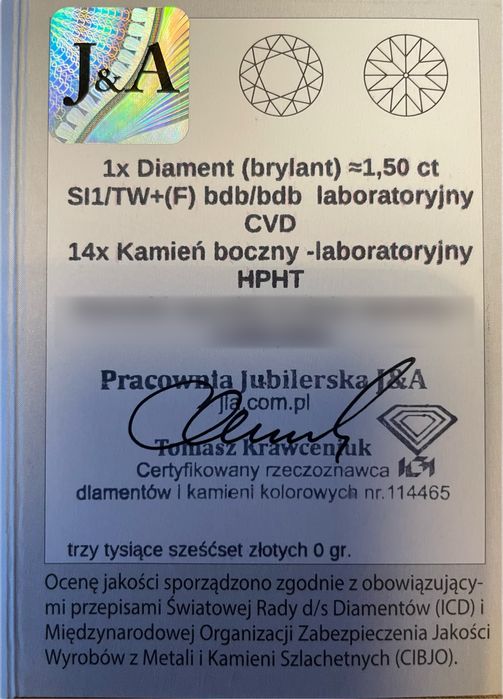 J&A
1x Diament (brylant) ≈1,50 ct
SI1/TW+(F) bdb/bdb laboratoryjny
CVD
14x Kamień boczny -laboratoryjny
HPHT
Pracownia Jubilerska J&A
jla.com.pl
Tomasz Krawceniuk
Certyfikowany rzeczoznawca
diamentów i kamieni kolorowych nr.114465
trzy tysiące sześćset złotych 0 gr.
Ocenę jakości sporządzono zgodnie z obowiązujący-
mi przepisami Światowej Rady d/s Diamentów (ICD) i
Międzynarodowej Organizacji Zabezpieczenia Jakości
Wyrobów z Metali i Kamieni Szlachetnych (CIBJO).